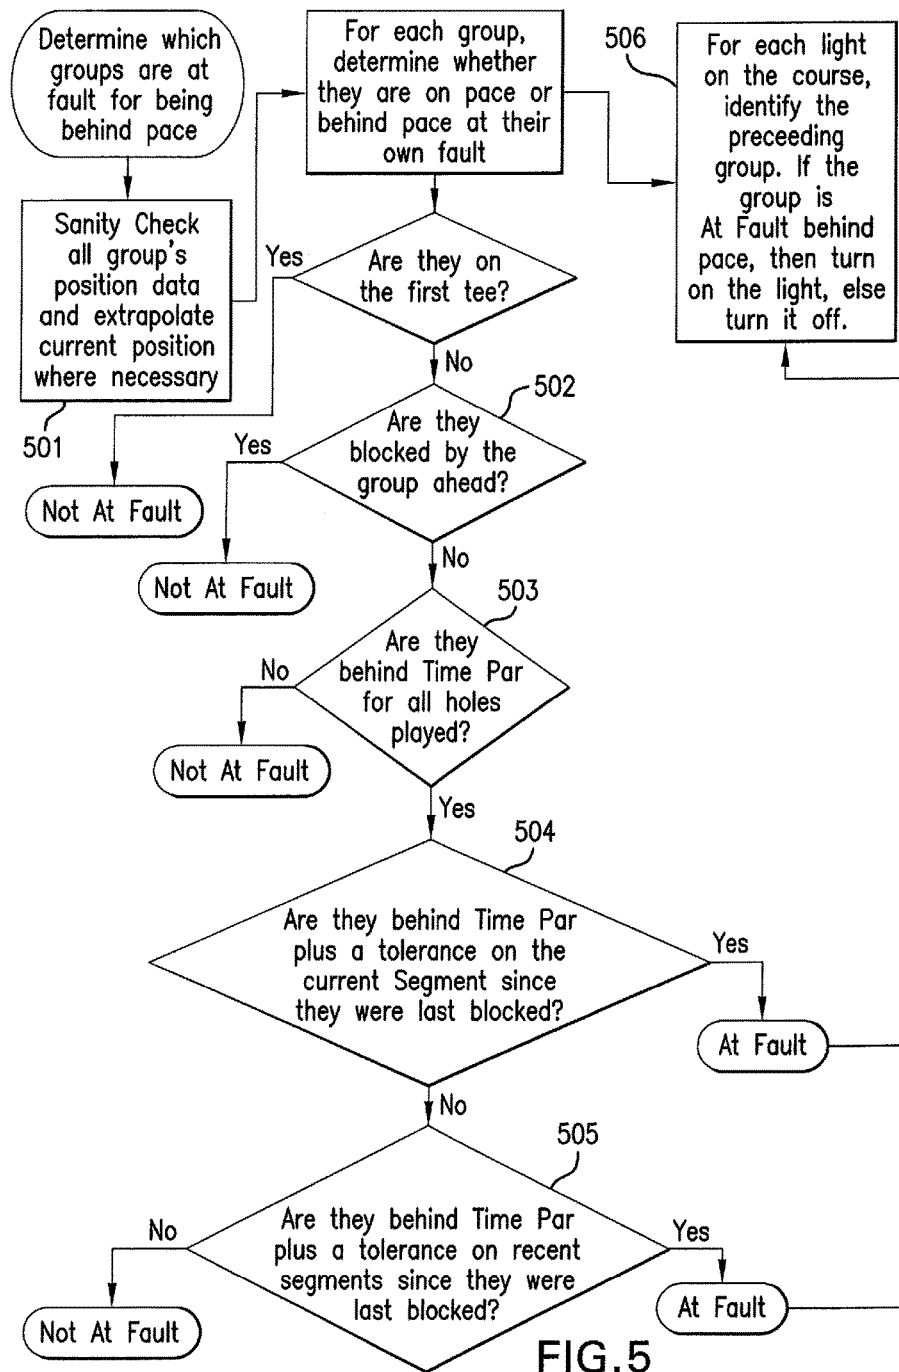 Determine which
groups are at
fault for being
behind pace
For each group,
determine whether
they are on pace or
behind pace at their
own fault
506
For each light
on the course,
identify the
preceeding
group. If the
group is
At Fault behind
pace, then turn
on the light, else
turn it off.
Sanity Check
all group's
position data
and extrapolate
current position
where necessary
501
Yes
Are they on
the first tee?
No
Not At Fault
502
Yes
Are they
blocked by the
group ahead?
No
Not At Fault
503
No
Are they
behind Time Par
for all holes
played?
Yes
Not At Fault
504
Are they behind Time Par
plus a tolerance on the
current Segment since
they were last blocked?
Yes
At Fault
No
505
No
Are they behind Time Par
plus a tolerance on recent
segments since they were
last blocked?
Yes
Not At Fault
At Fault
FIG.5